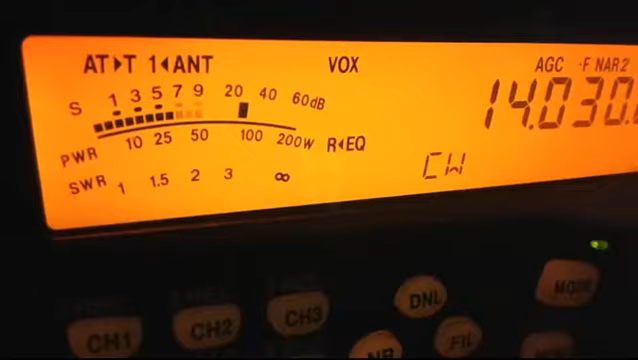 AT▶T 1◀ANT VOX AGC -F NAR2
S 1 3 5 7 9 20 40 60dB 14.030.
PWR 10 25 50 100 200W R◀EQ
SWR 1 1.5 2 3 ∞ CW
DNL MODE
CH1 CH2 CH3 NR FIL